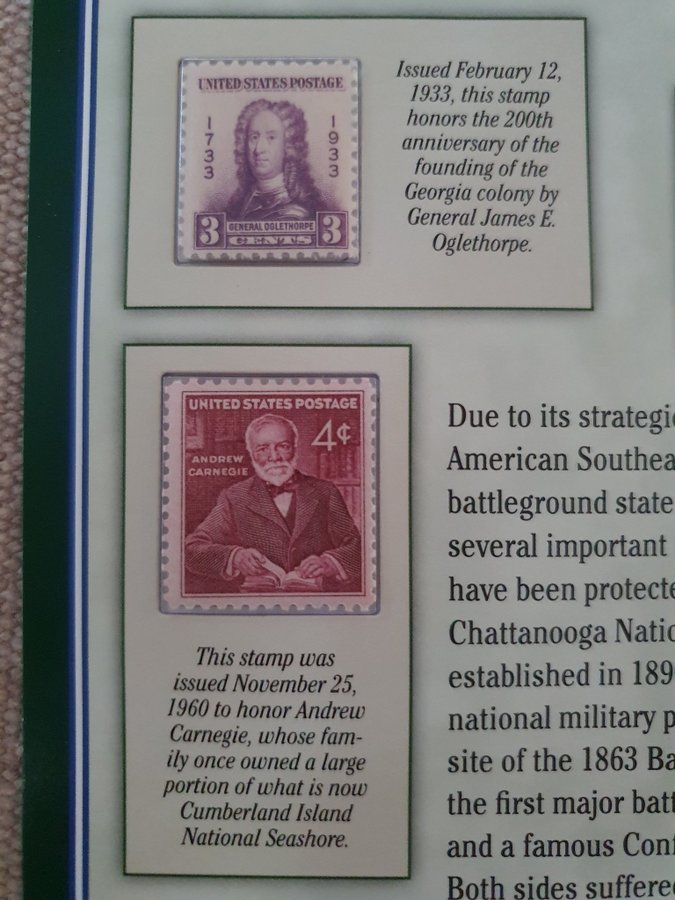 UNITED STATES POSTAGE
1733
1933
3
GENERAL OGLETHORPE
3
CENTS
Issued February 12,
1933, this stamp
honors the 200th
anniversary of the
founding of the
Georgia colony by
General James E.
Oglethorpe.
UNITED STATES POSTAGE
4¢
ANDREW
CARNEGIE
This stamp was
issued November 25,
1960 to honor Andrew
Carnegie, whose fam-
ily once owned a large
portion of what is now
Cumberland Island
National Seashore.
Due to its strategi
American Southea
battleground state
several important
have been protecte
Chattanooga Natio
established in 189
national military p
site of the 1863 Ba
the first major batt
and a famous Conf
Both sides suffered